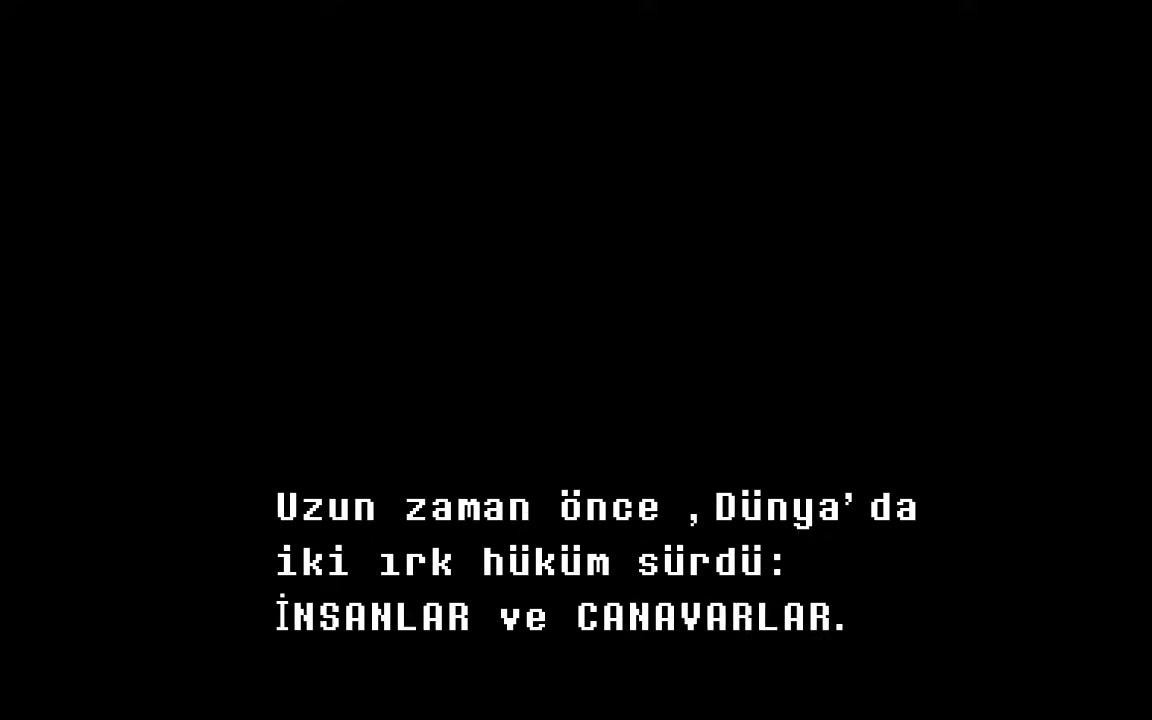 Uzun zaman önce ,Dünya'da
iki ırk hüküm sürdü:
İNSANLAR ve CANAVARLAR.